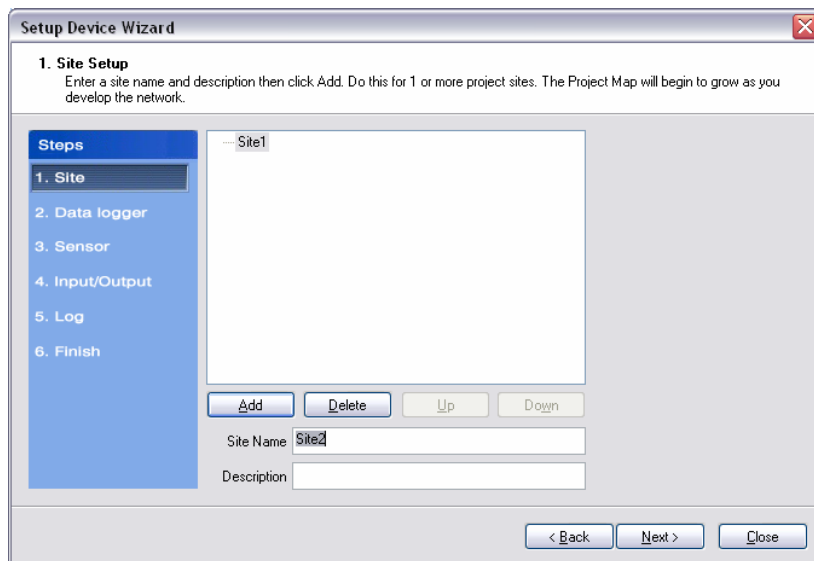 Setup Device Wizard
1. Site Setup
Enter a site name and description then click Add. Do this for 1 or more project sites. The Project Map will begin to grow as you
develop the network.
Steps
1. Site
2. Data logger
3. Sensor
4. Input/Output
5. Log
6. Finish
Site1
Add
Delete
Up
Down
Site Name
Site2
Description
< Back
Next >
Close